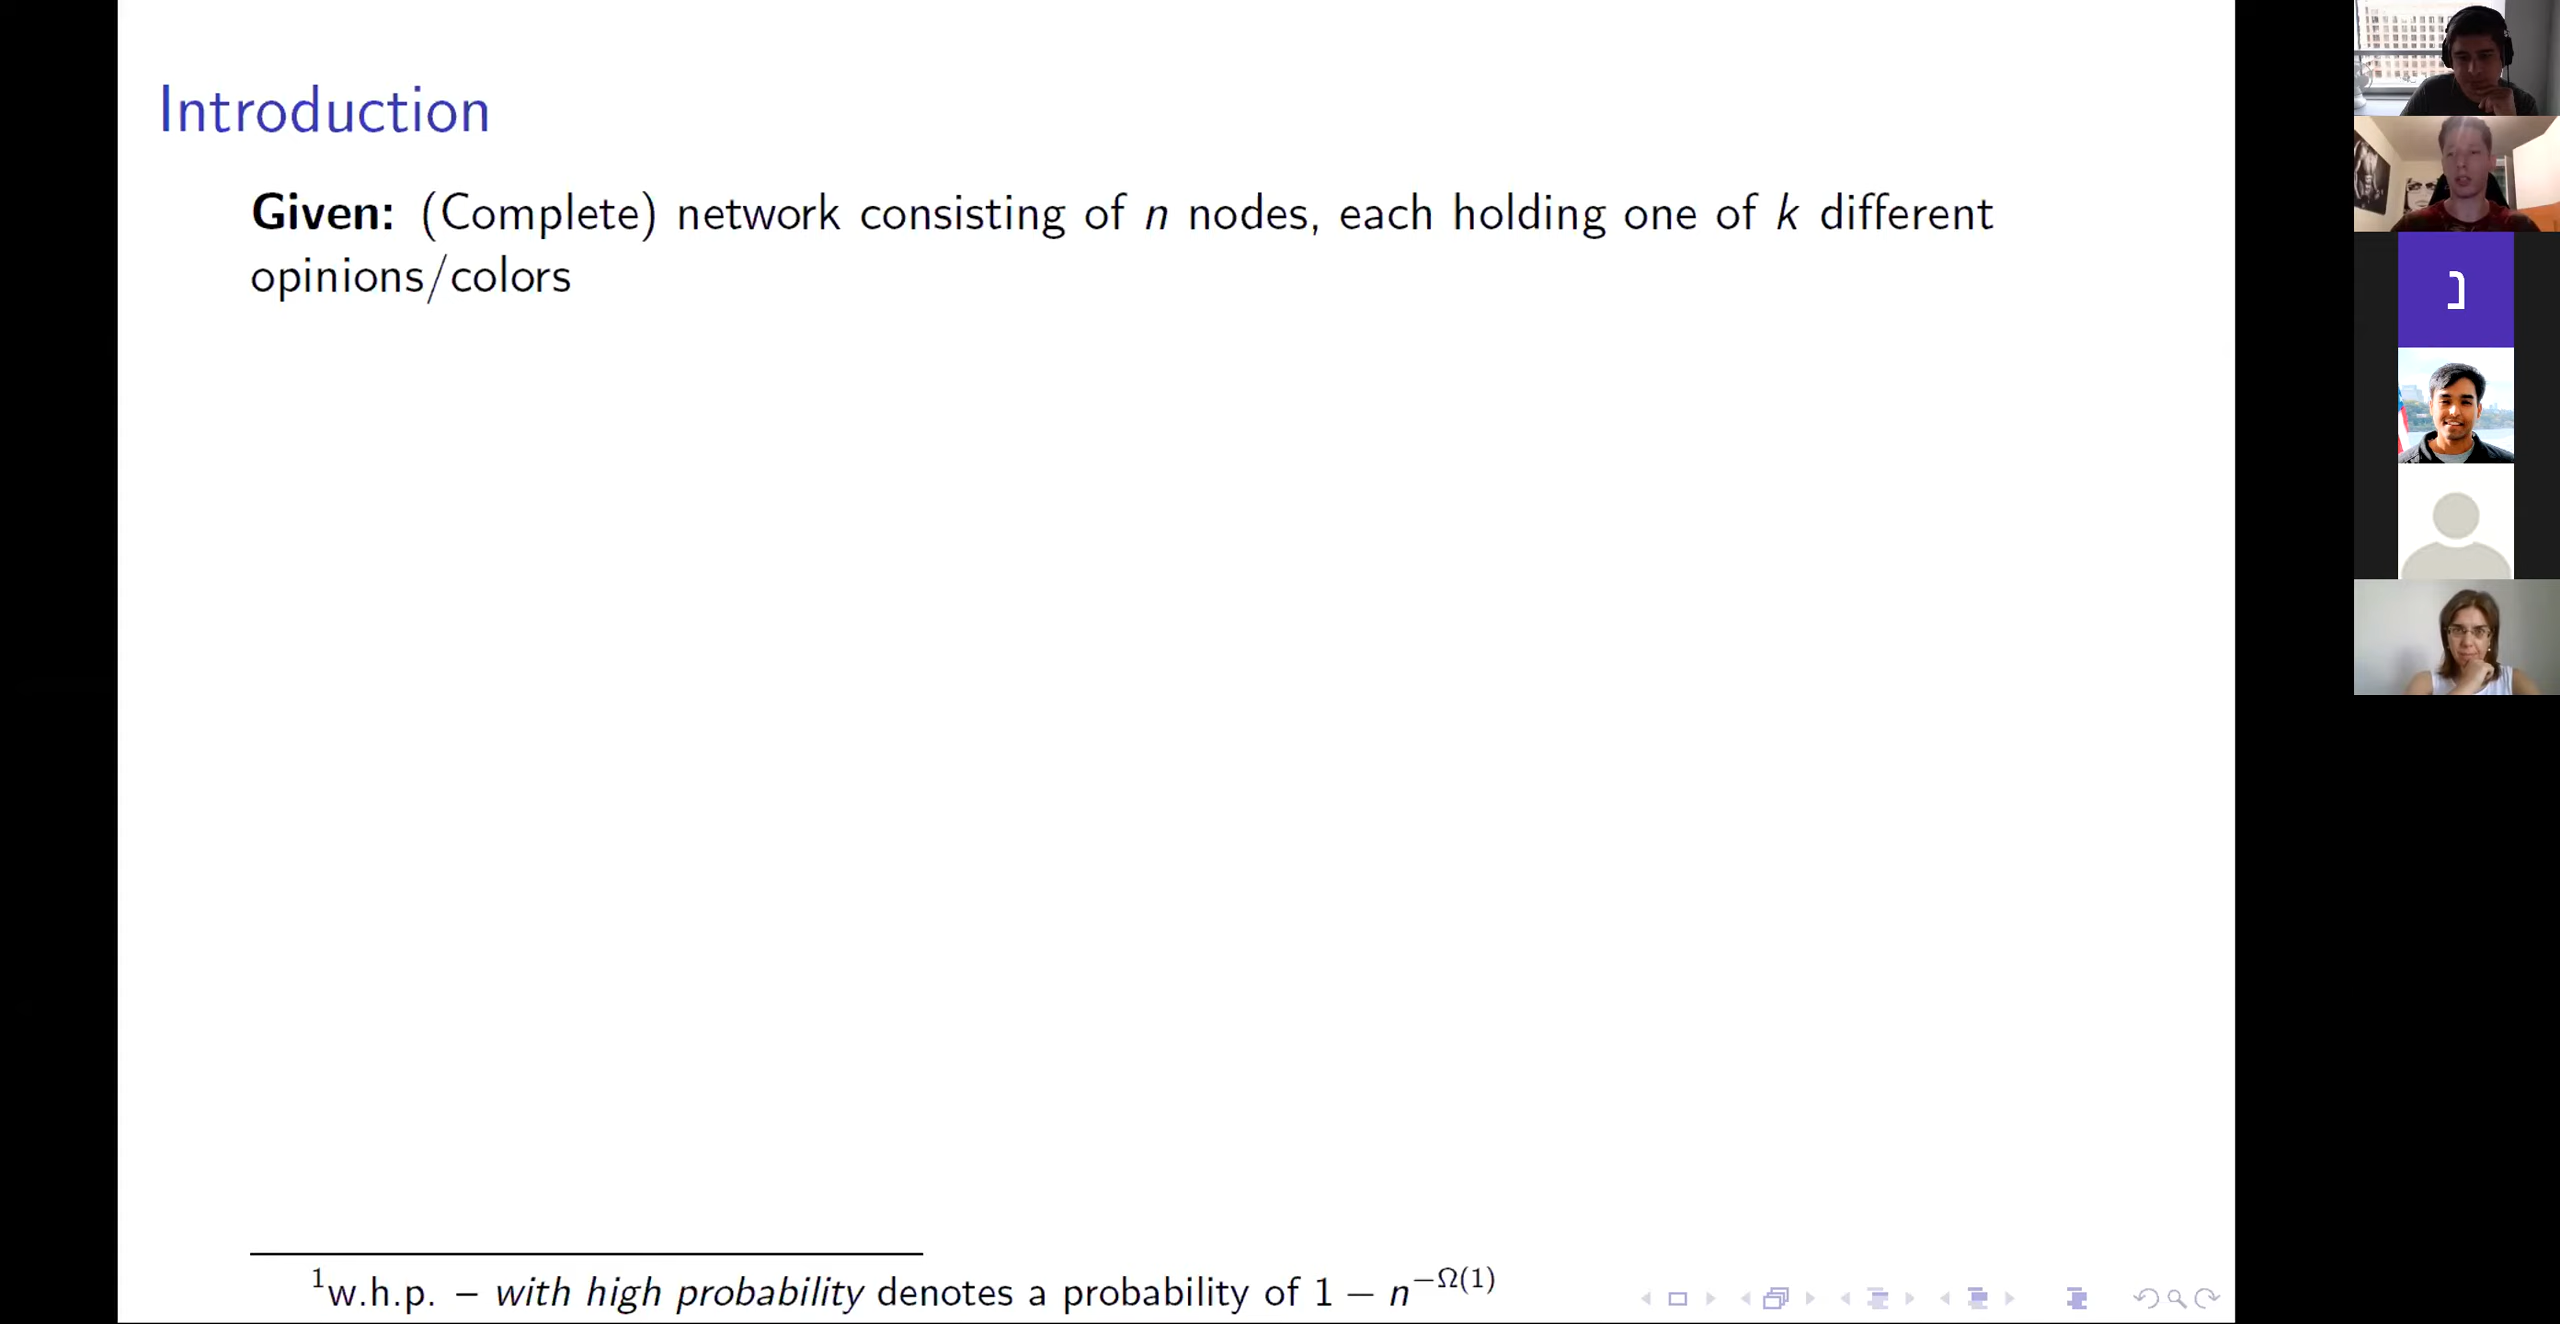 Introduction
Given: (Complete) network consisting of n nodes, each holding one of k different
opinions/colors
¹w.h.p. – with high probability denotes a probability of 1 − n^{−Ω(1)}
נ